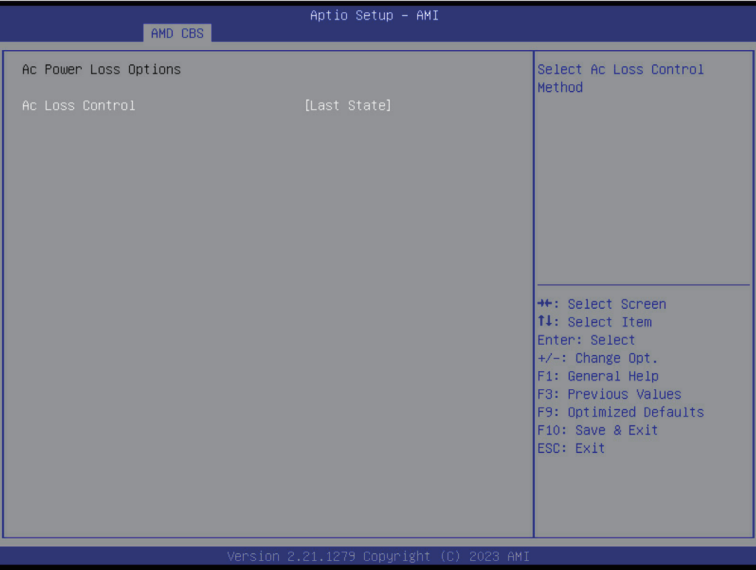 Aptio Setup – AMI
AMD CBS
Ac Power Loss Options
Ac Loss Control [Last State]
Select Ac Loss Control
Method
→←: Select Screen
↑↓: Select Item
Enter: Select
+/-: Change Opt.
F1: General Help
F3: Previous Values
F9: Optimized Defaults
F10: Save & Exit
ESC: Exit
Version 2.21.1279 Copyright (C) 2023 AMI